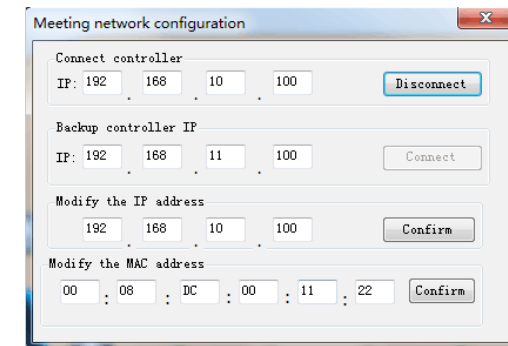 Meeting network configuration
Connect controller
IP: 192 . 168 . 10 . 100 Disconnect
Backup controller IP
IP: 192 . 168 . 11 . 100 Connect
Modify the IP address
192 . 168 . 10 . 100 Confirm
Modify the MAC address
00 : 08 : DC : 00 : 11 : 22 Confirm